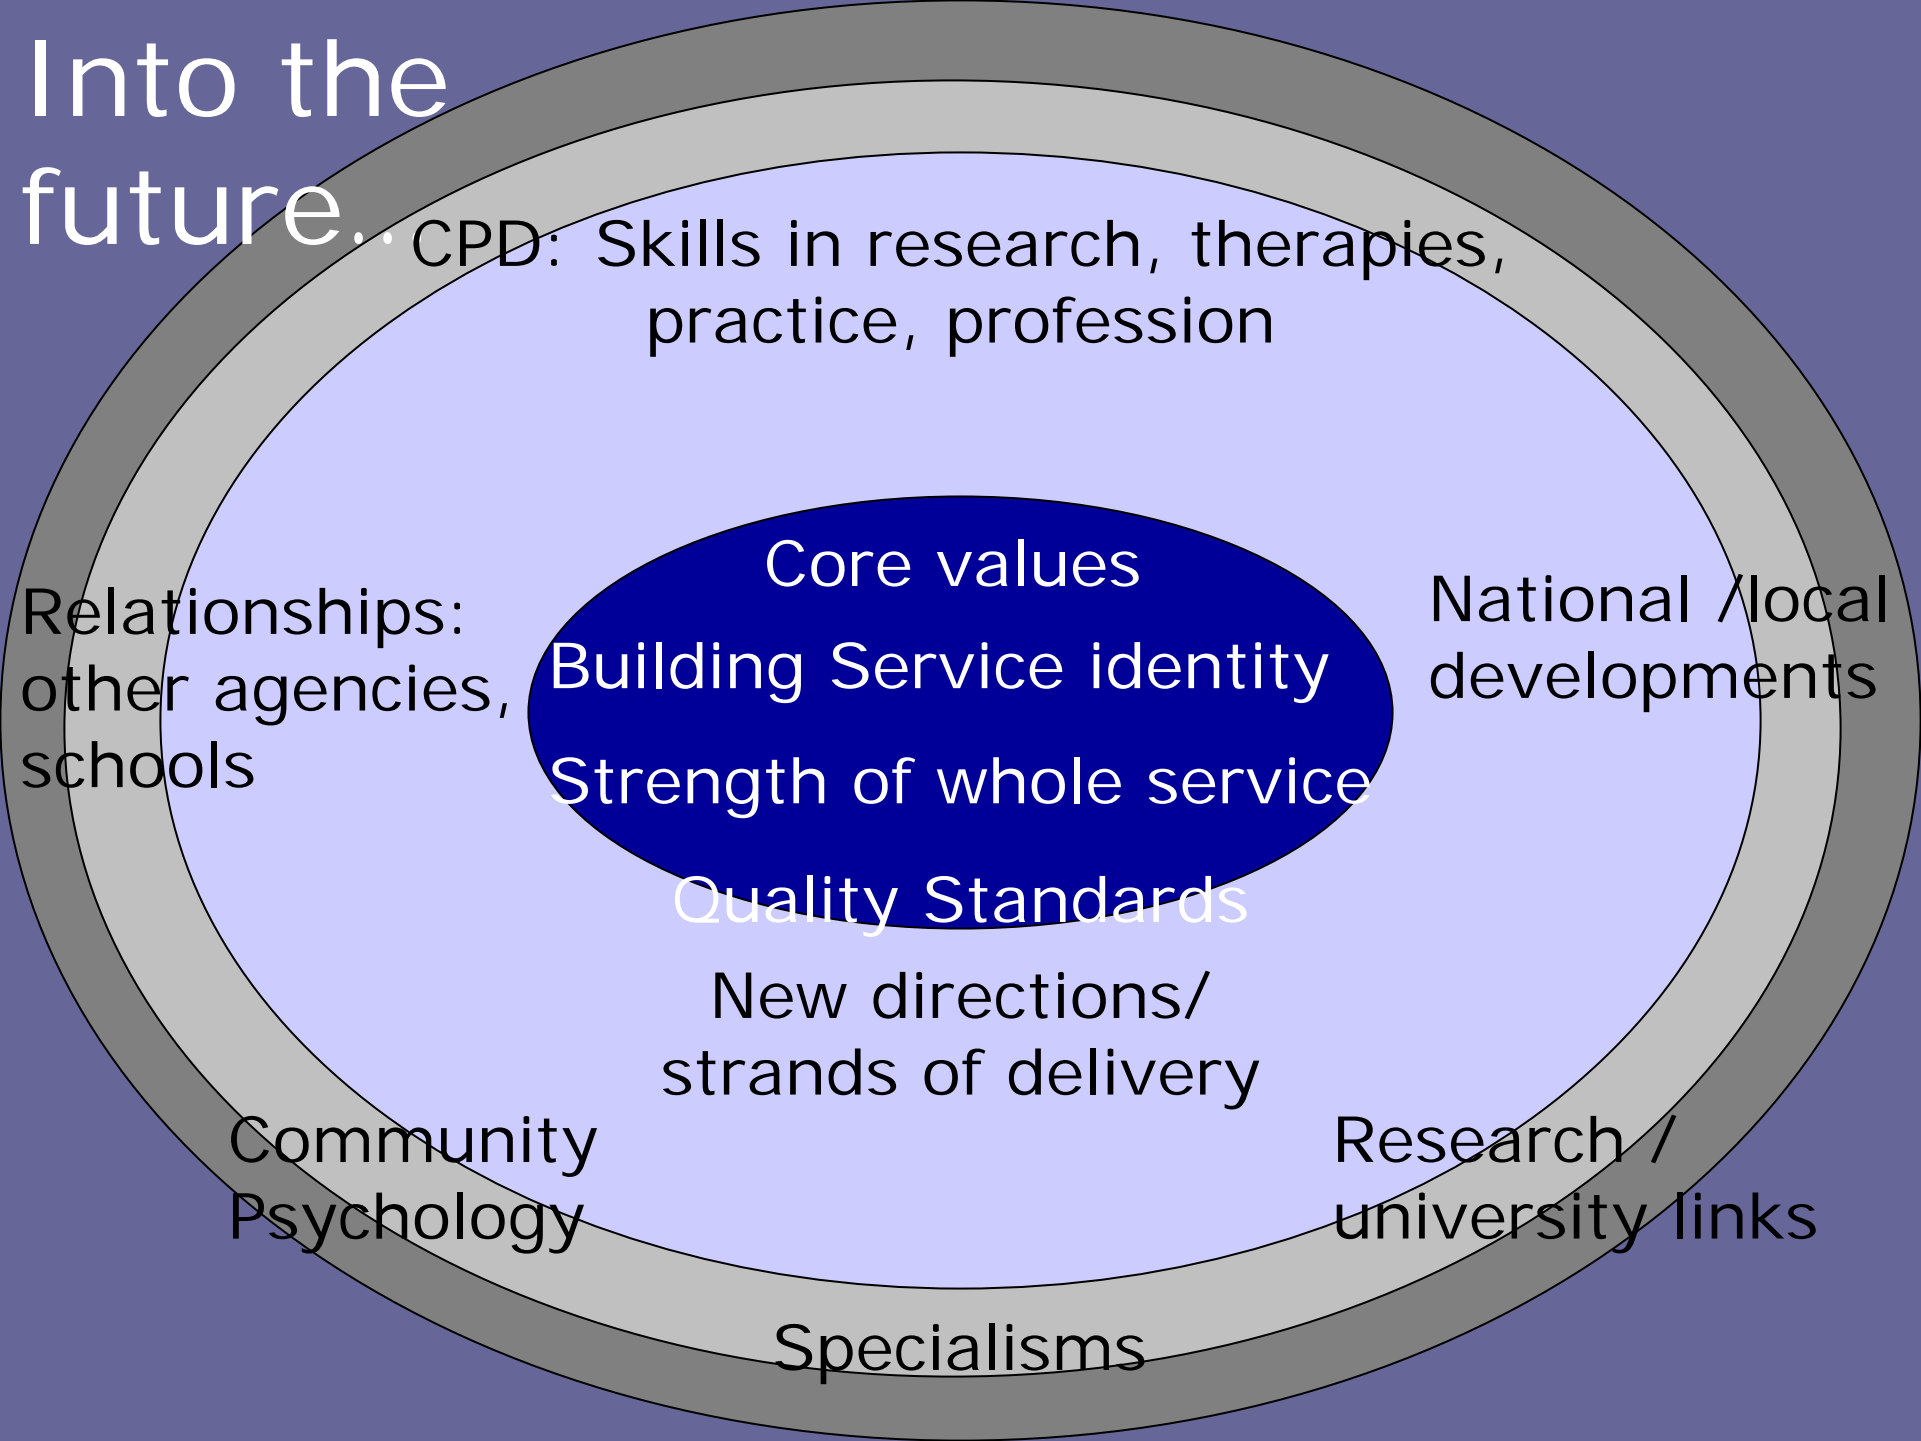 Into the
future...
CPD: Skills in research, therapies,
practice, profession
Core values
Building Service identity
Strength of whole service
Quality Standards
Relationships:
other agencies,
schools
National /local
developments
New directions/
strands of delivery
Community
Psychology
Research /
university links
Specialisms